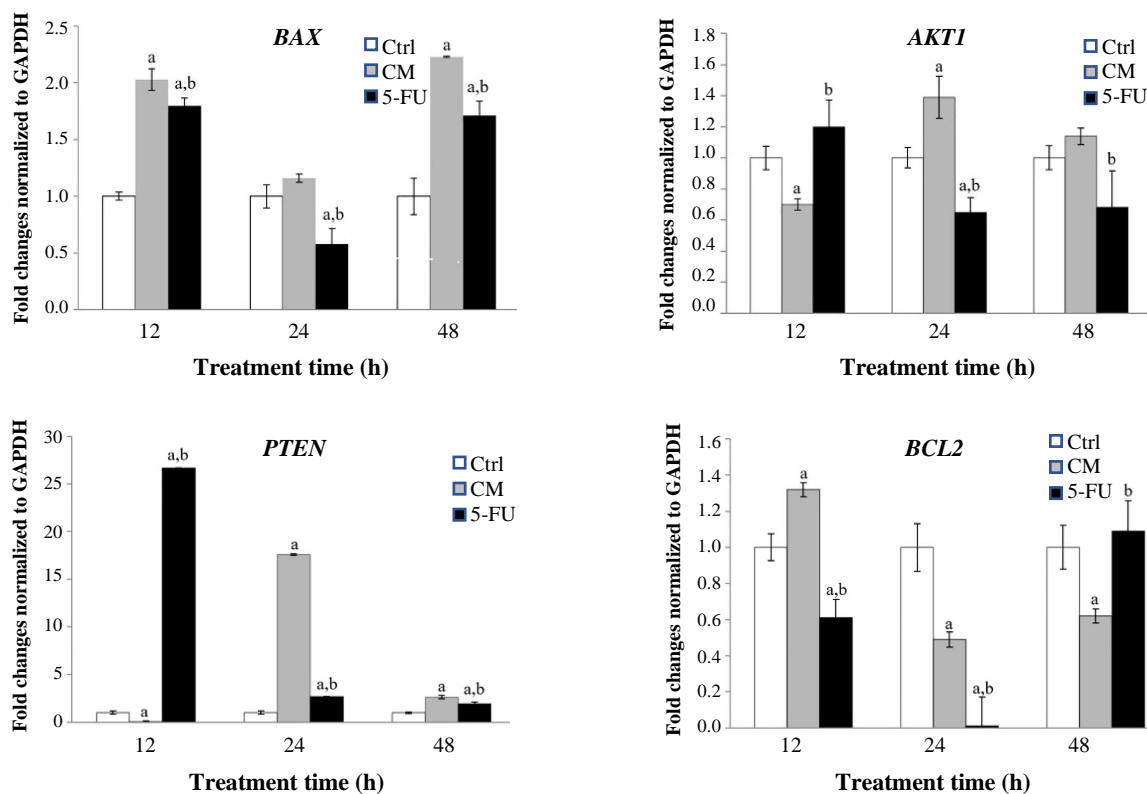 BAX
Ctrl
CM
5-FU
Fold changes normalized to GAPDH
2.5
2.0
1.5
1.0
0.5
0.0
a
a,b
a,b
a
a,b
12
24
48
Treatment time (h)
AKT1
Ctrl
CM
5-FU
Fold changes normalized to GAPDH
1.8
1.6
1.4
1.2
1.0
0.8
0.6
0.4
0.2
0.0
a
b
a
a,b
b
12
24
48
Treatment time (h)
PTEN
Ctrl
CM
5-FU
Fold changes normalized to GAPDH
30
25
20
15
10
5
0
a
a,b
a
a,b
a
a,b
12
24
48
Treatment time (h)
BCL2
Ctrl
CM
5-FU
Fold changes normalized to GAPDH
1.6
1.4
1.2
1.0
0.8
0.6
0.4
0.2
0.0
a
a,b
a
a,b
a
b
12
24
48
Treatment time (h)